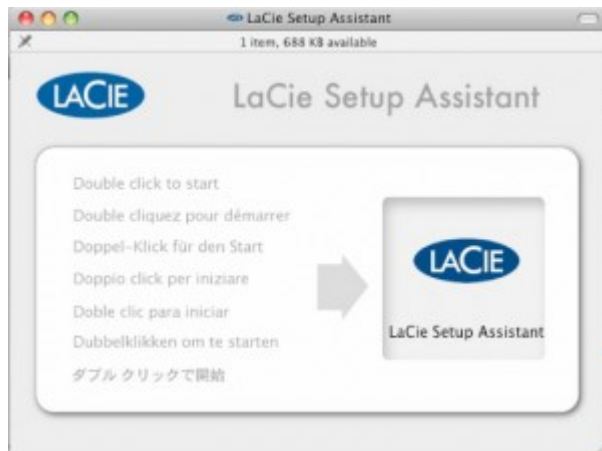 LaCie Setup Assistant
1 item, 688 KB available
LACIE
LaCie Setup Assistant
Double click to start
Double cliquez pour démarrer
Doppel-Klick für den Start
Doppio click per iniziare
Doble clic para iniciar
Dubbelklikken om te starten
ダブル クリックで開始
LACIE
LaCie Setup Assistant